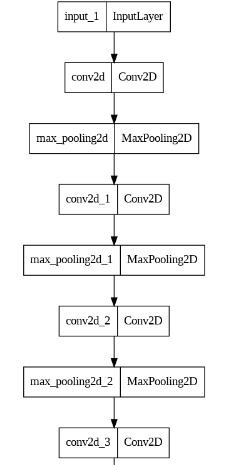 input_1 InputLayer
conv2d Conv2D
max_pooling2d MaxPooling2D
conv2d_1 Conv2D
max_pooling2d_1 MaxPooling2D
conv2d_2 Conv2D
max_pooling2d_2 MaxPooling2D
conv2d_3 Conv2D